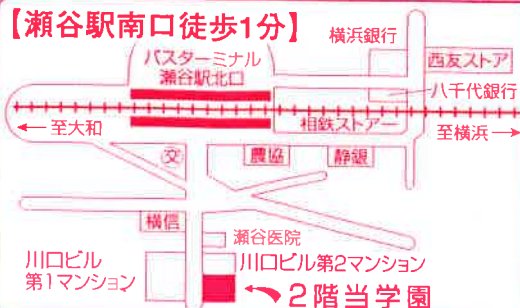 【瀬谷駅南口徒歩1分】
横浜銀行
バスターミナル
瀬谷駅北口
西友ストア
八千代銀行
←至大和
相鉄ストアー
至横浜→
交
農協
静銀
横信
瀬谷医院
川口ビル
第1マンション
川口ビル第2マンション
2階当学園